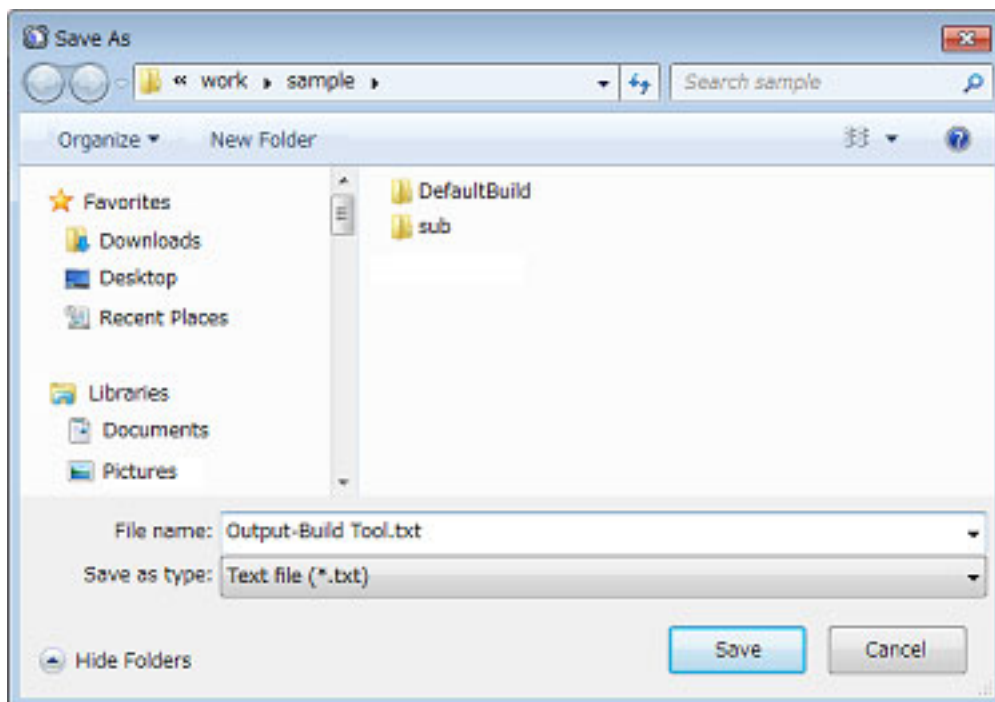 Save As
« work ▸ sample ▸
Search sample
Organize ▾ New Folder
Favorites
Downloads
Desktop
Recent Places
Libraries
Documents
Pictures
DefaultBuild
sub
File name: Output-Build Tool.txt
Save as type: Text file (*.txt)
Hide Folders
Save
Cancel